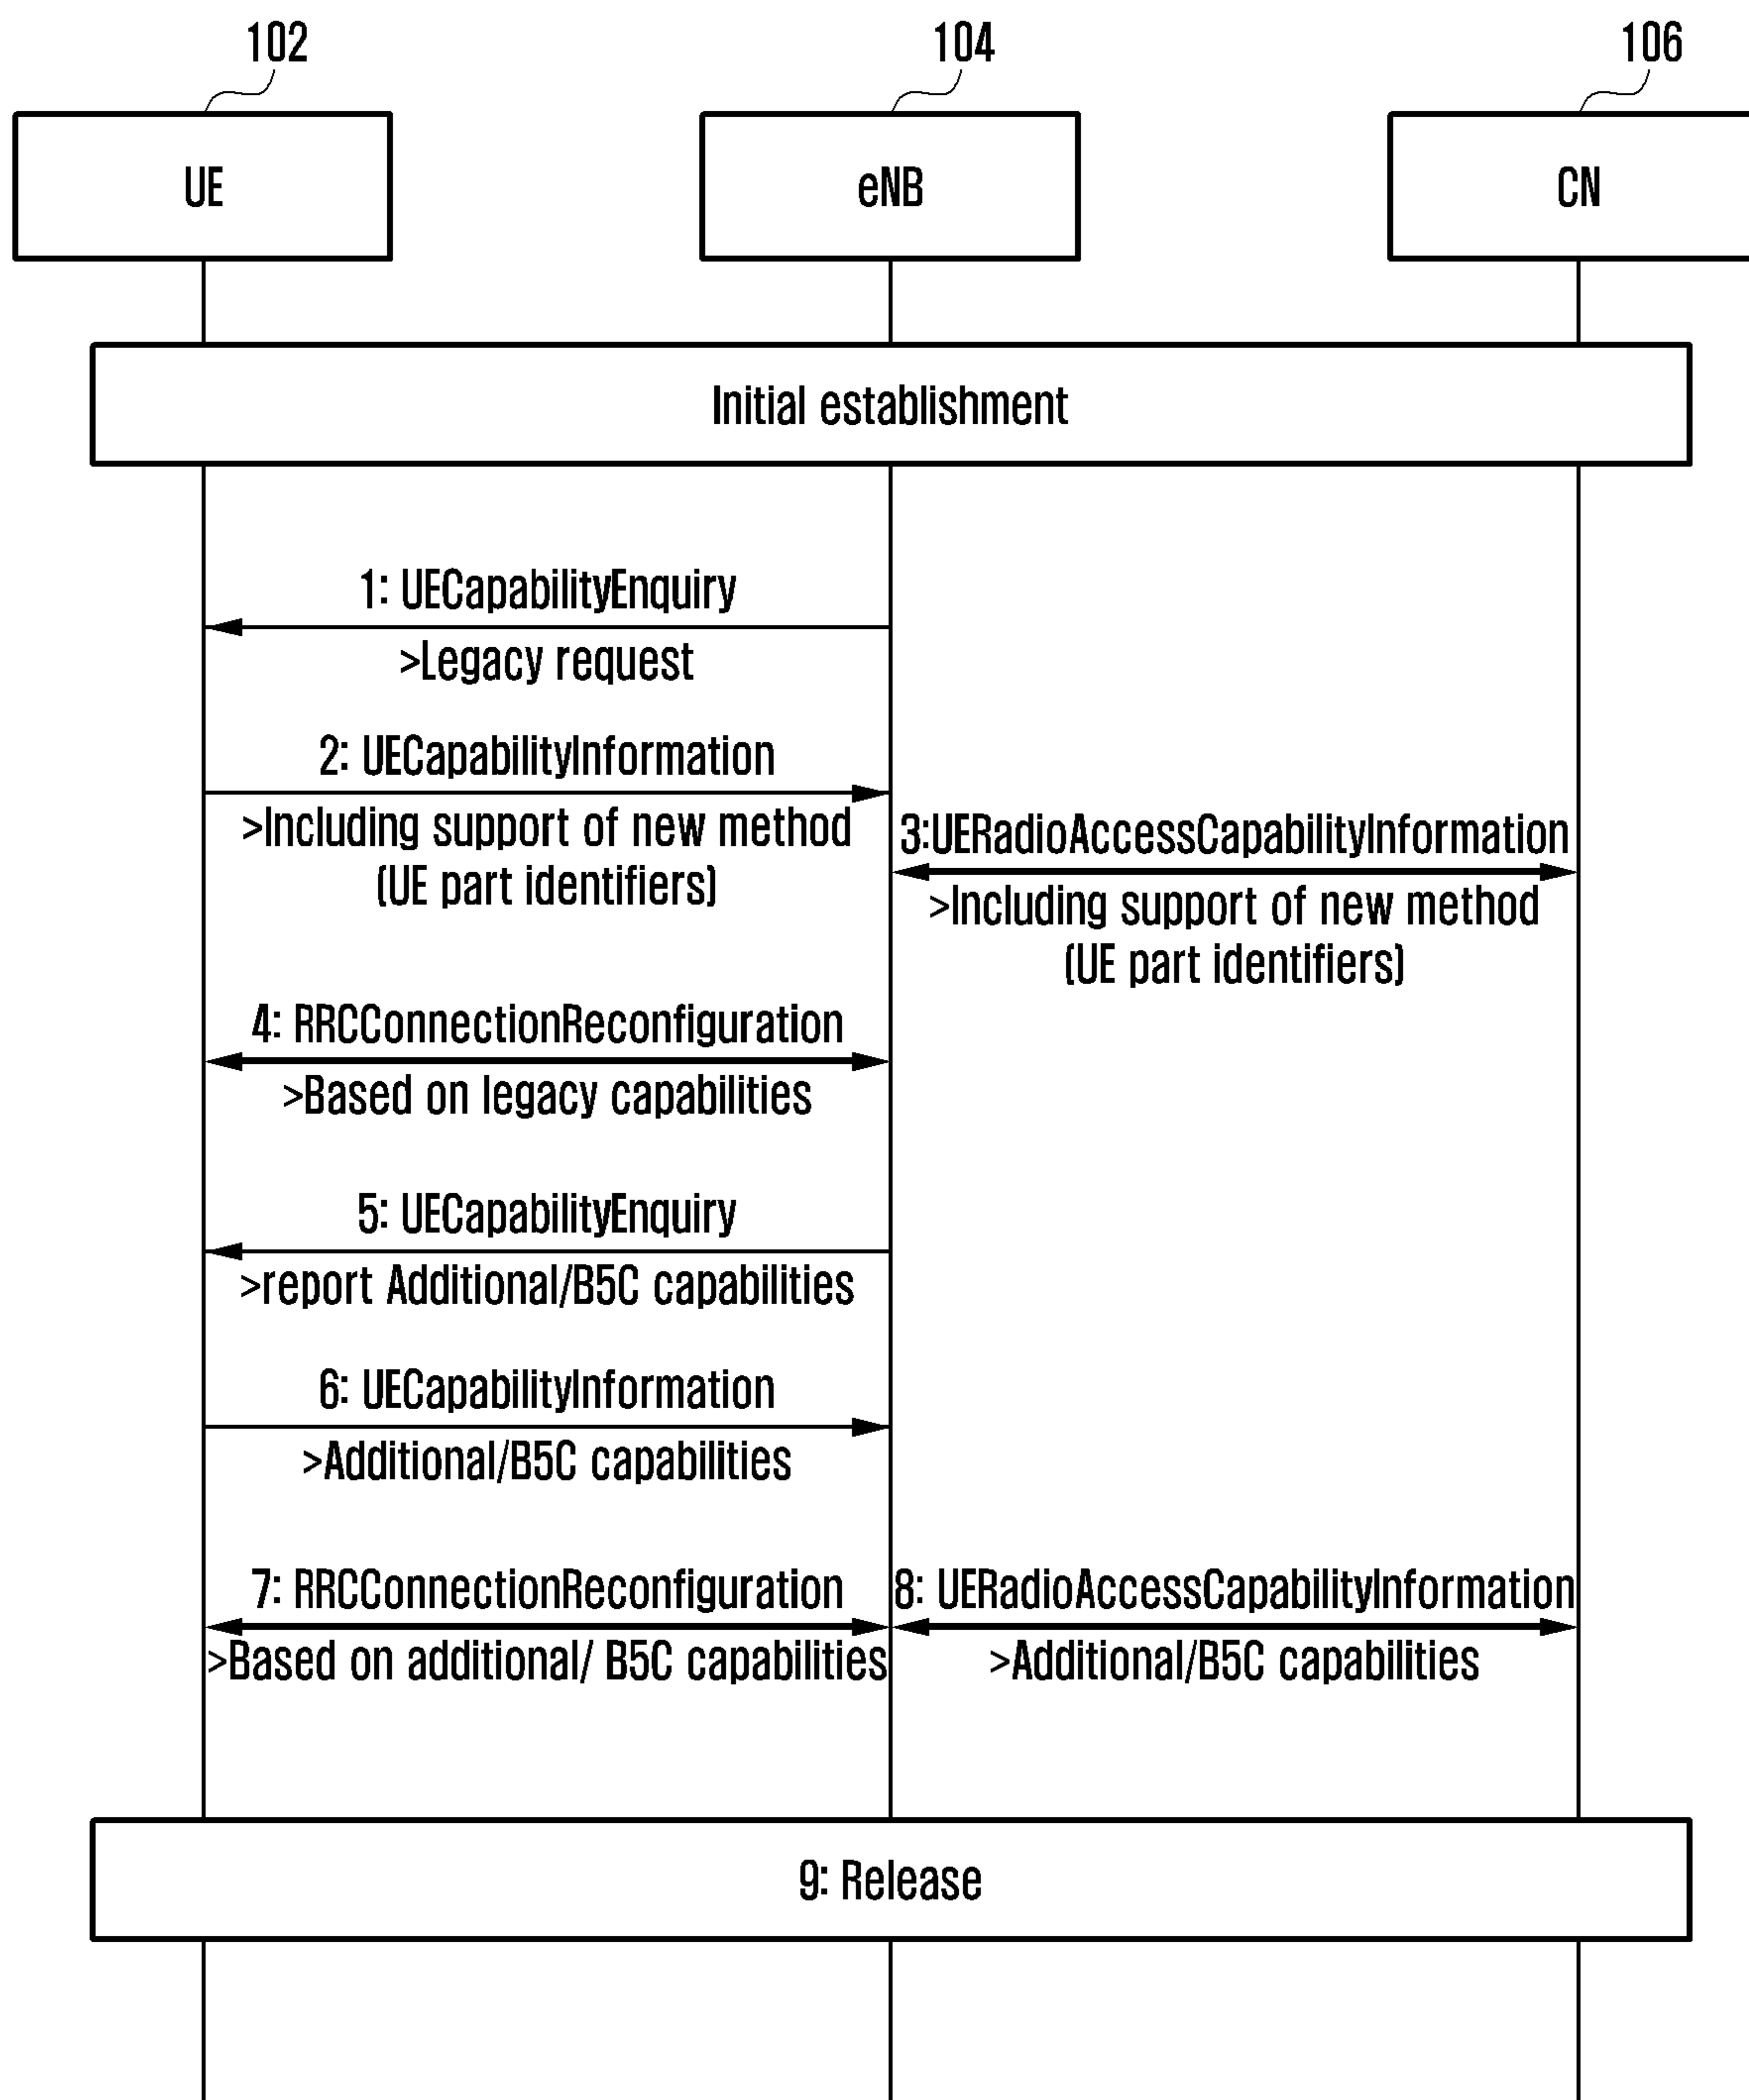 102
104
106
UE
eNB
CN
Initial establishment
1: UECapabilityEnquiry
>Legacy request
2: UECapabilityInformation
>Including support of new method
(UE part identifiers)
3:UERadioAccessCapabilityInformation
>Including support of new method
(UE part identifiers)
4: RRCConnectionReconfiguration
>Based on legacy capabilities
5: UECapabilityEnquiry
>report Additional/B5C capabilities
6: UECapabilityInformation
>Additional/B5C capabilities
7: RRCConnectionReconfiguration
>Based on additional/ B5C capabilities
8: UERadioAccessCapabilityInformation
>Additional/B5C capabilities
9: Release